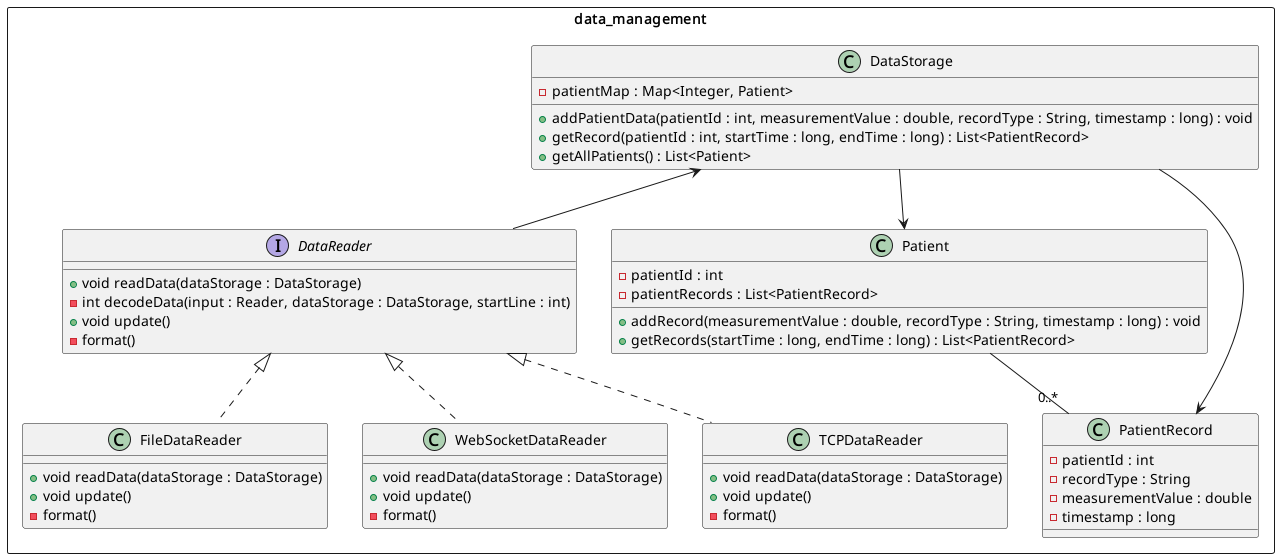 data_management
C DataStorage
patientMap : Map<Integer, Patient>
addPatientData(patientId : int, measurementValue : double, recordType : String, timestamp : long) : void
getRecord(patientId : int, startTime : long, endTime : long) : List<PatientRecord>
getAllPatients() : List<Patient>
I DataReader
void readData(dataStorage : DataStorage)
int decodeData(input : Reader, dataStorage : DataStorage, startLine : int)
void update()
format()
C Patient
patientId : int
patientRecords : List<PatientRecord>
addRecord(measurementValue : double, recordType : String, timestamp : long) : void
getRecords(startTime : long, endTime : long) : List<PatientRecord>
0..*
C FileDataReader
void readData(dataStorage : DataStorage)
void update()
format()
C WebSocketDataReader
void readData(dataStorage : DataStorage)
void update()
format()
C TCPDataReader
void readData(dataStorage : DataStorage)
void update()
format()
C PatientRecord
patientId : int
recordType : String
measurementValue : double
timestamp : long